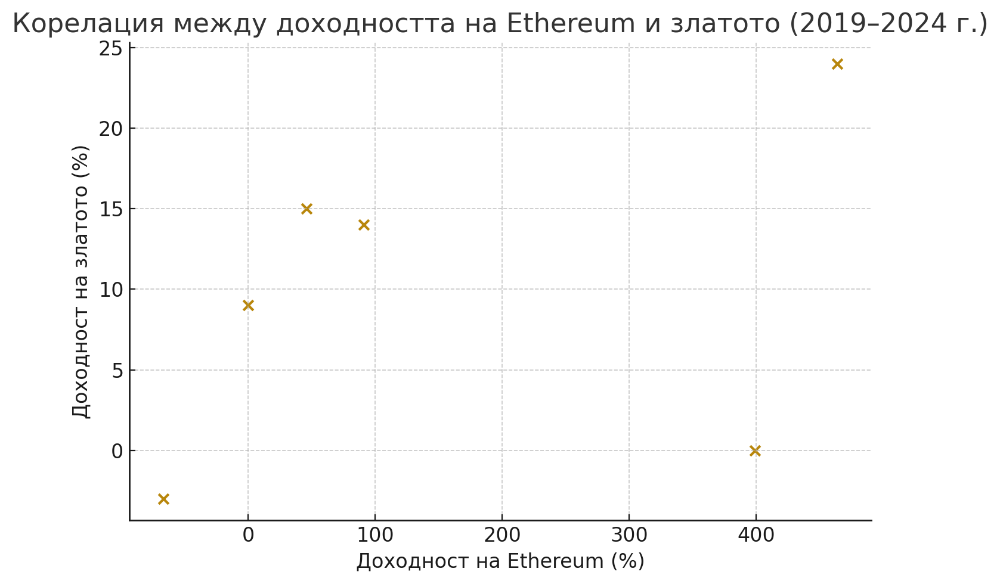 Корелация между доходността на Ethereum и златото (2019–2024 г.)
25
20
15
10
5
0
Доходност на златото (%)
0 100 200 300 400
Доходност на Ethereum (%)